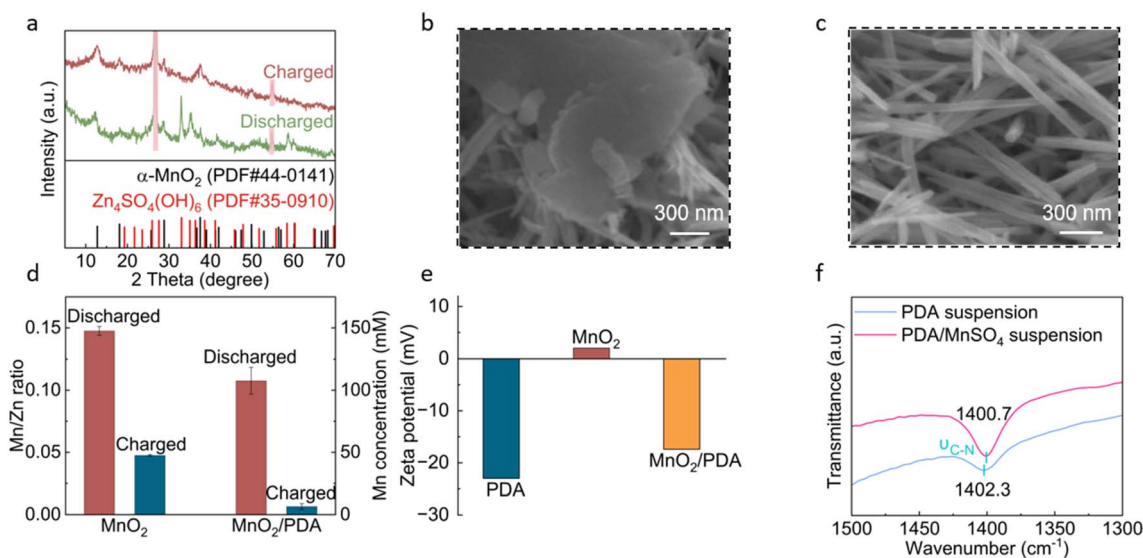 a
Intensity (a.u.)
Charged
Discharged
α-MnO2 (PDF#44-0141)
Zn4SO4(OH)6 (PDF#35-0910)
10 20 30 40 50 60 70
2 Theta (degree)
b
300 nm
c
300 nm
d
Mn/Zn ratio
0.15
0.10
0.05
0.00
Discharged
Charged
Discharged
Charged
MnO2
MnO2/PDA
150
100
50
0
Mn concentration (mM)
e
Zeta potential (mV)
20
10
0
−10
−20
−30
MnO2
PDA
MnO2/PDA
f
Transmittance (a.u.)
PDA suspension
PDA/MnSO4 suspension
1400.7
υC-N
1402.3
1500 1450 1400 1350 1300
Wavenumber (cm-1)